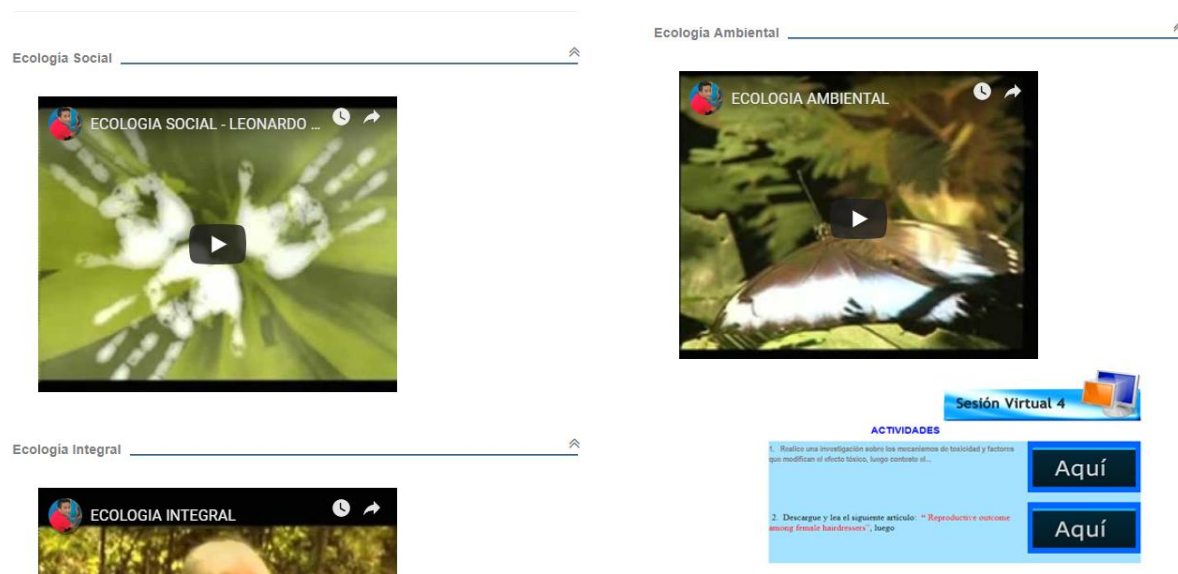 Ecología Social
ECOLOGIA SOCIAL - LEONARDO ...
Ecología Integral
ECOLOGIA INTEGRAL
Ecología Ambiental
ECOLOGIA AMBIENTAL
Sesión Virtual 4
ACTIVIDADES
1. Realice una investigación sobre los mecanismos de toxicidad y factores
que modifican el efecto tóxico, luego conteste el...
Aquí
2. Descargue y lea el siguiente artículo: “ Reproductive outcome
among female hairdressers”, luego
Aquí